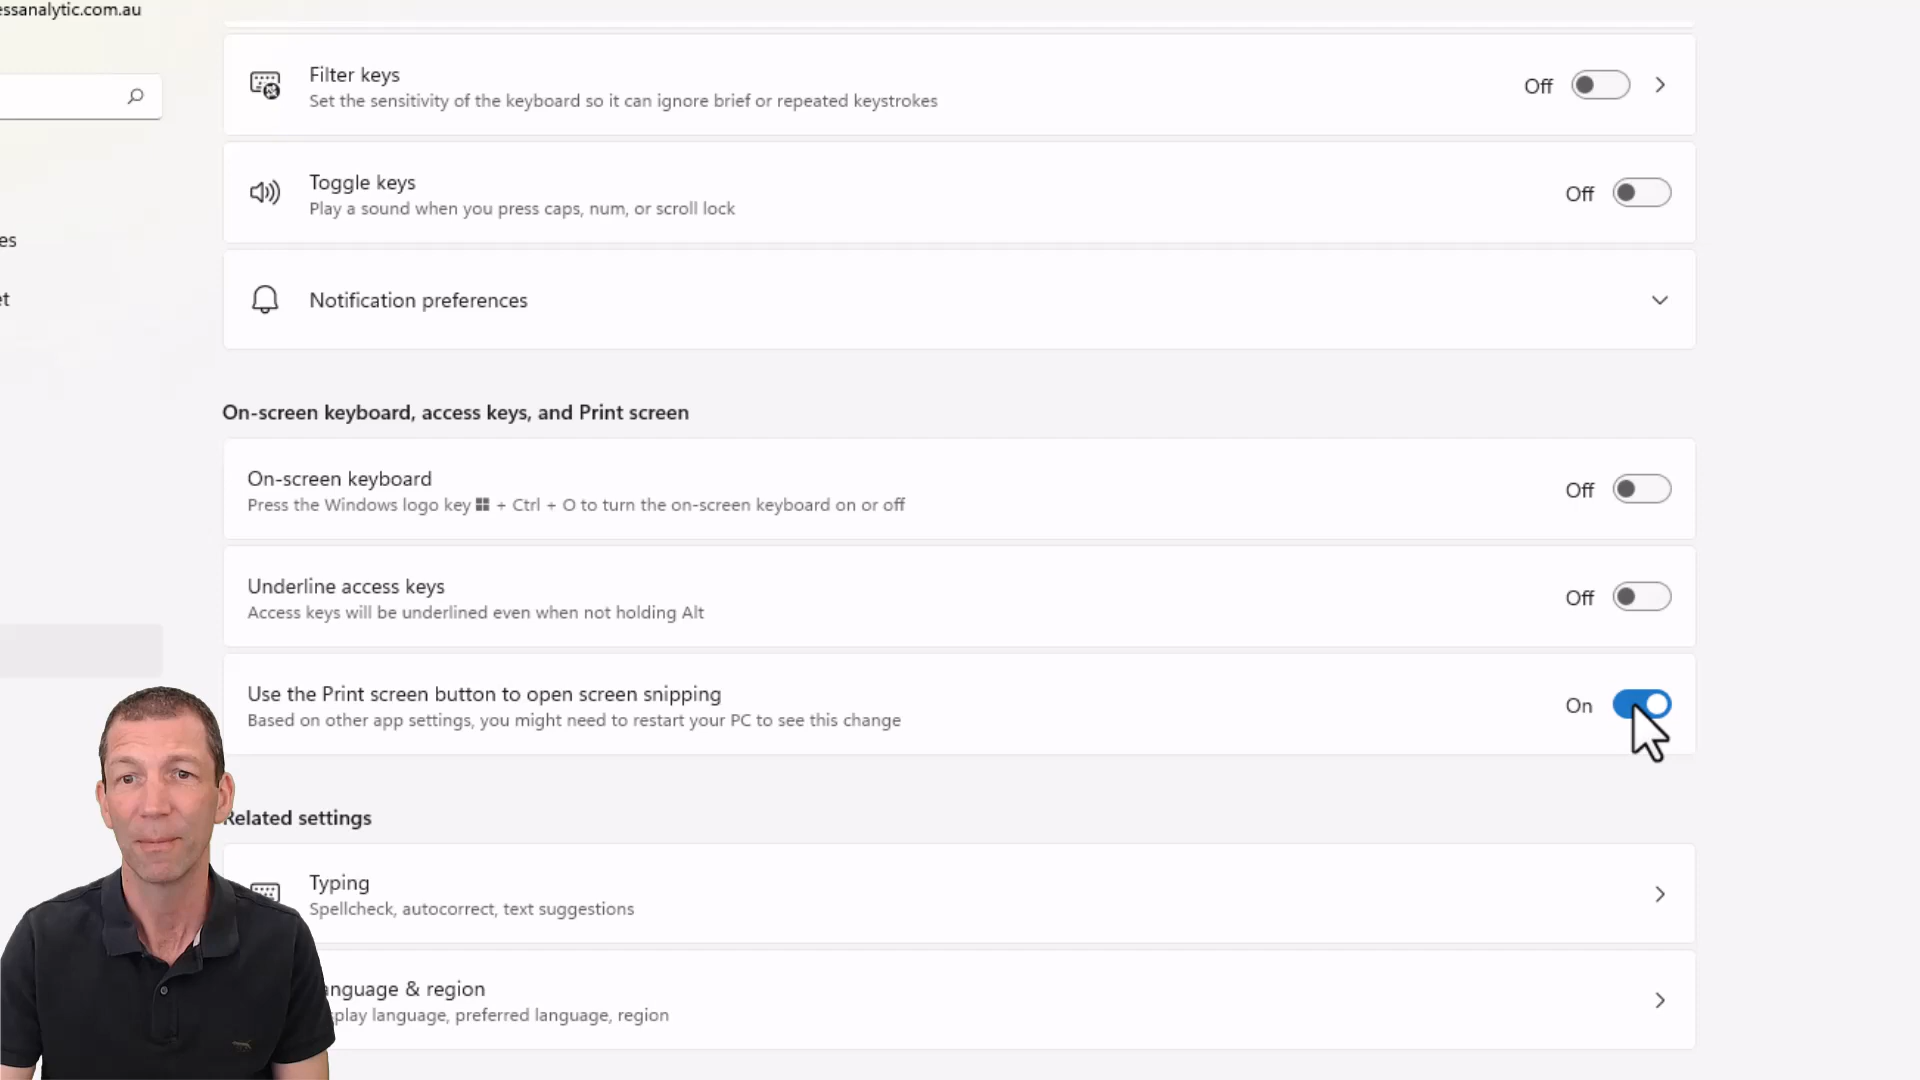 essanalytic.com.au
Filter keys
Set the sensitivity of the keyboard so it can ignore brief or repeated keystrokes
Off
Toggle keys
Play a sound when you press caps, num, or scroll lock
Off
es
et
Notification preferences
On-screen keyboard, access keys, and Print screen
On-screen keyboard
Press the Windows logo key + Ctrl + O to turn the on-screen keyboard on or off
Off
Underline access keys
Access keys will be underlined even when not holding Alt
Off
Use the Print screen button to open screen snipping
Based on other app settings, you might need to restart your PC to see this change
On
Related settings
Typing
Spellcheck, autocorrect, text suggestions
anguage & region
play language, preferred language, region